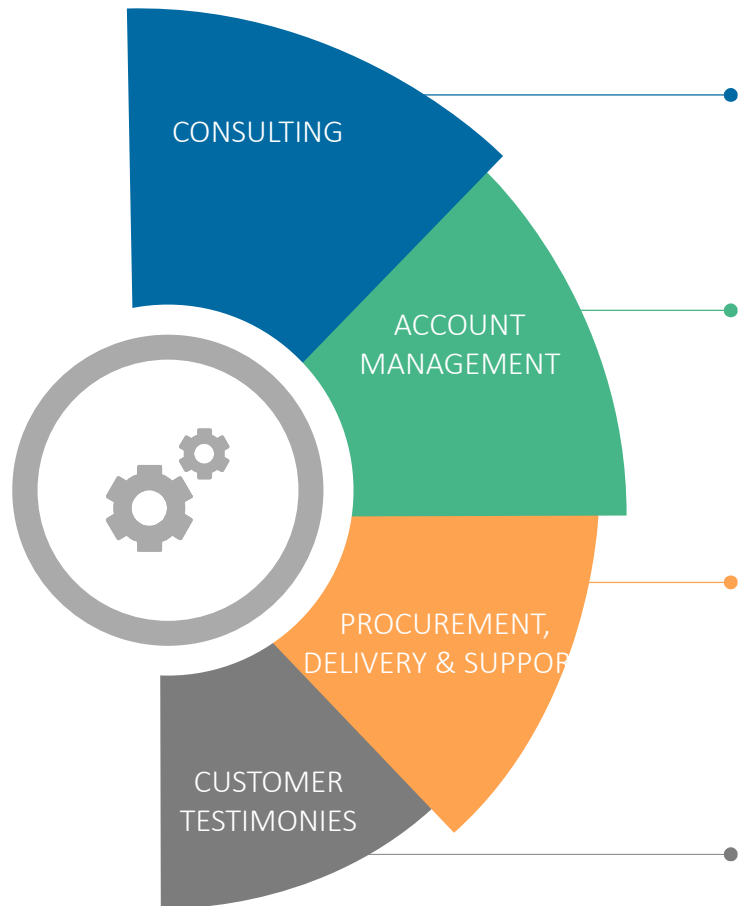 CONSULTING
ACCOUNT
MANAGEMENT
PROCUREMENT,
DELIVERY & SUPPOR
CUSTOMER
TESTIMONIES